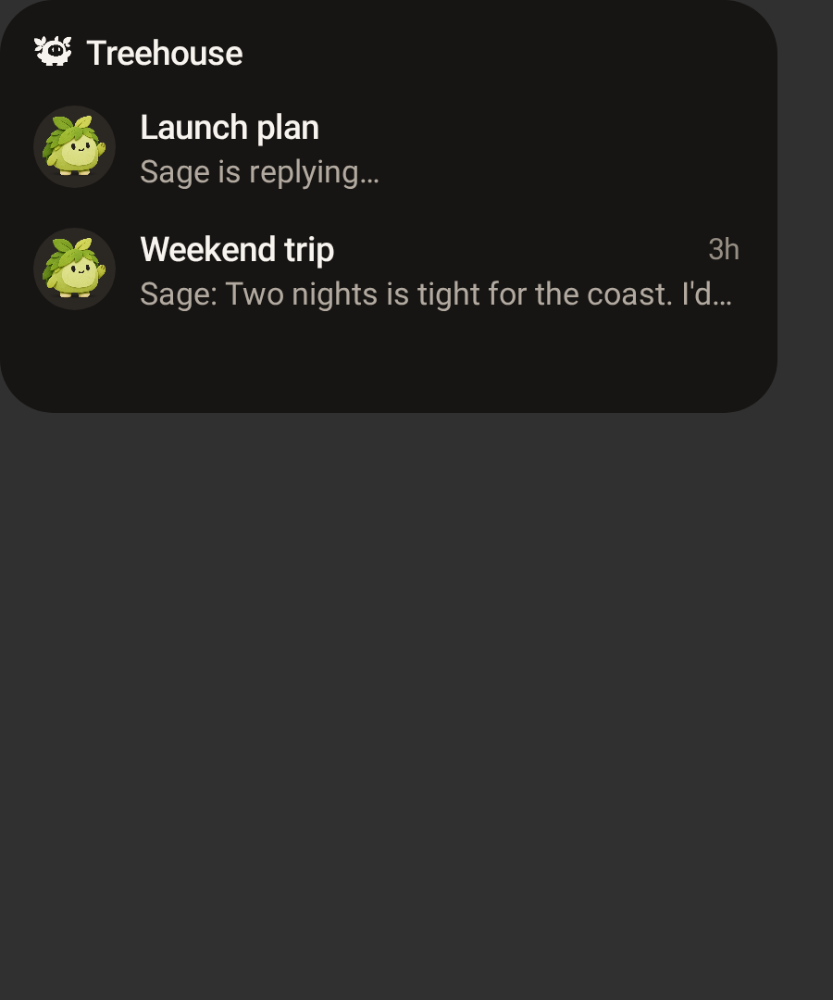 Treehouse
Launch plan
Sage is replying…
Weekend trip
3h
Sage: Two nights is tight for the coast. I'd…